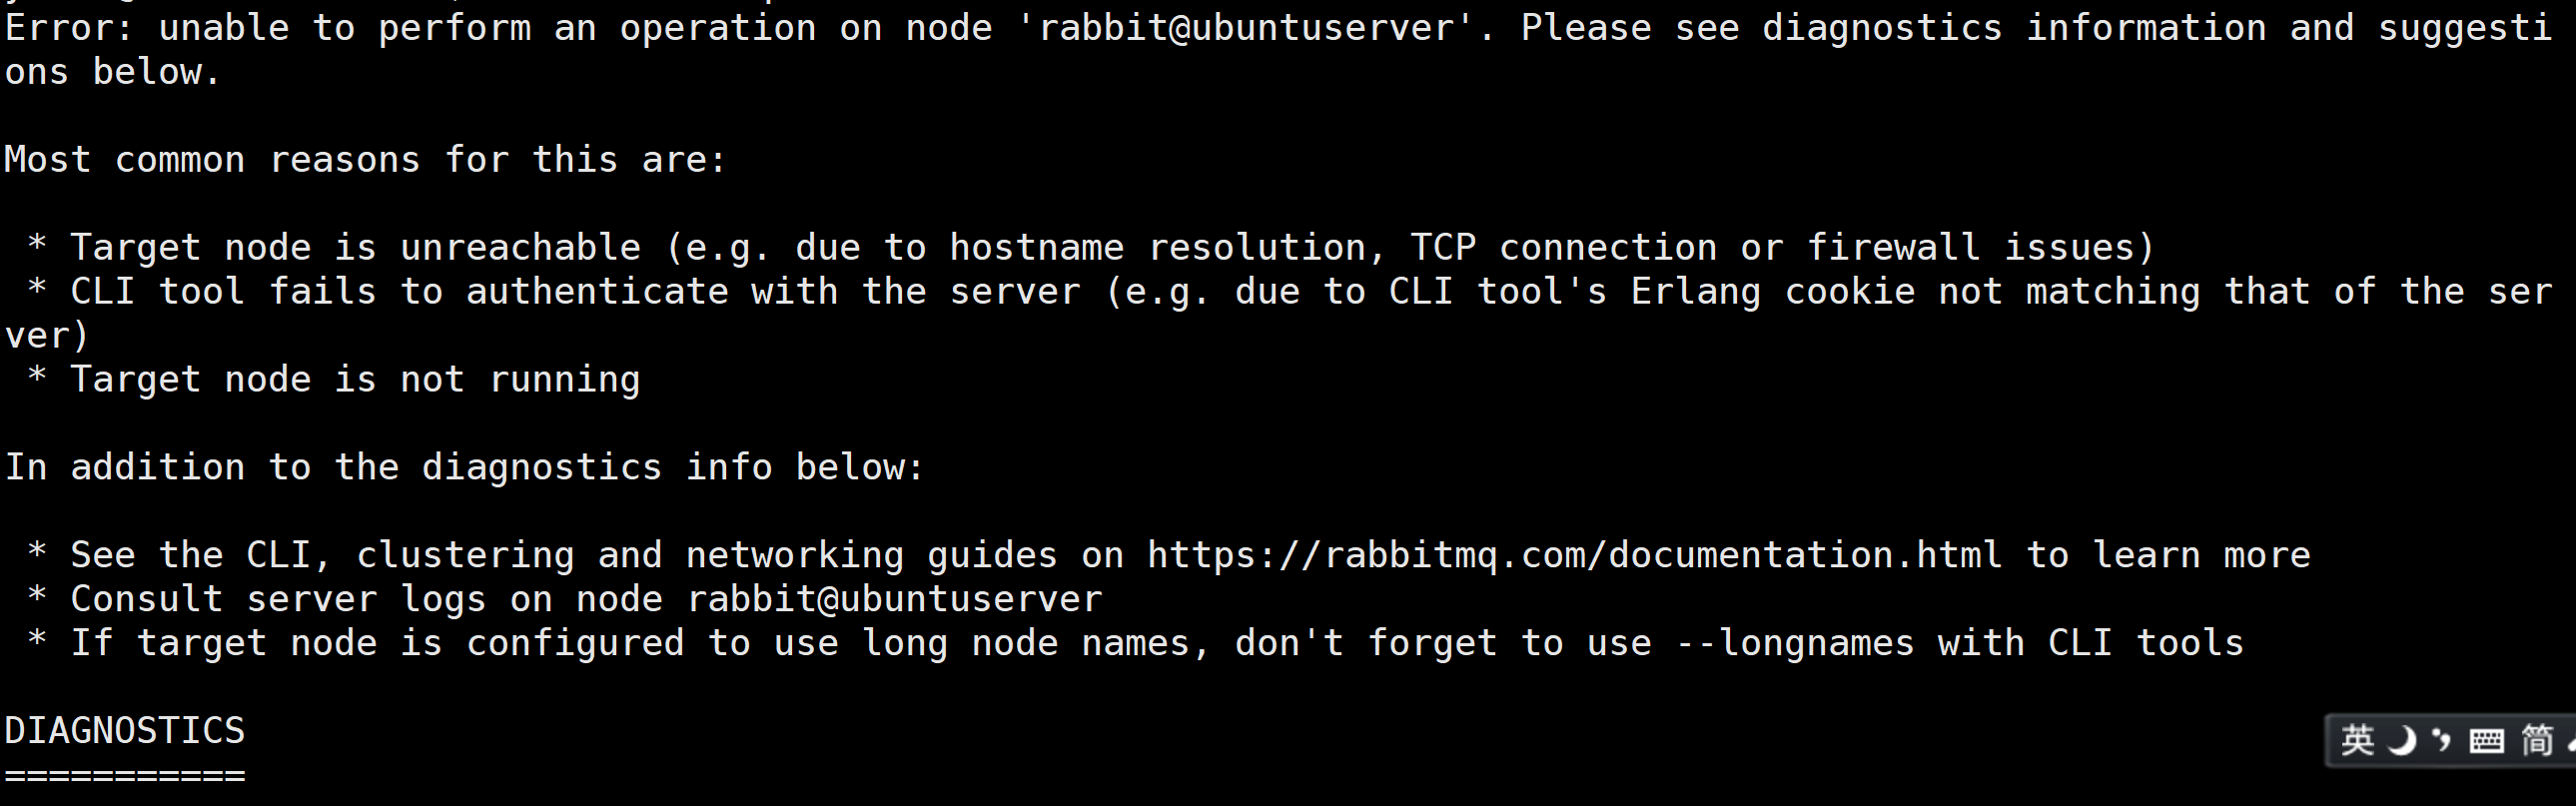 Error: unable to perform an operation on node 'rabbit@ubuntuserver'. Please see diagnostics information and suggesti
ons below.
Most common reasons for this are:
* Target node is unreachable (e.g. due to hostname resolution, TCP connection or firewall issues)
* CLI tool fails to authenticate with the server (e.g. due to CLI tool's Erlang cookie not matching that of the ser
ver)
* Target node is not running
In addition to the diagnostics info below:
* See the CLI, clustering and networking guides on https://rabbitmq.com/documentation.html to learn more
* Consult server logs on node rabbit@ubuntuserver
* If target node is configured to use long node names, don't forget to use --longnames with CLI tools
DIAGNOSTICS
===========
英 简